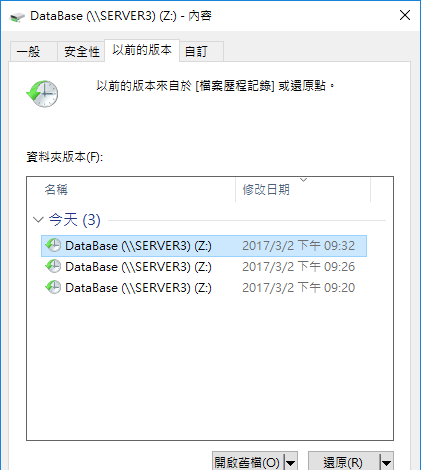 DataBase (\\SERVER3) (Z:) - 內容
一般 安全性 以前的版本 自訂
以前的版本來自於 [檔案歷程記錄] 或還原點。
資料夾版本(F):
名稱 修改日期
今天 (3)
DataBase (\\SERVER3) (Z:) 2017/3/2 下午 09:32
DataBase (\\SERVER3) (Z:) 2017/3/2 下午 09:26
DataBase (\\SERVER3) (Z:) 2017/3/2 下午 09:20
開啟舊檔(O) 還原(R)